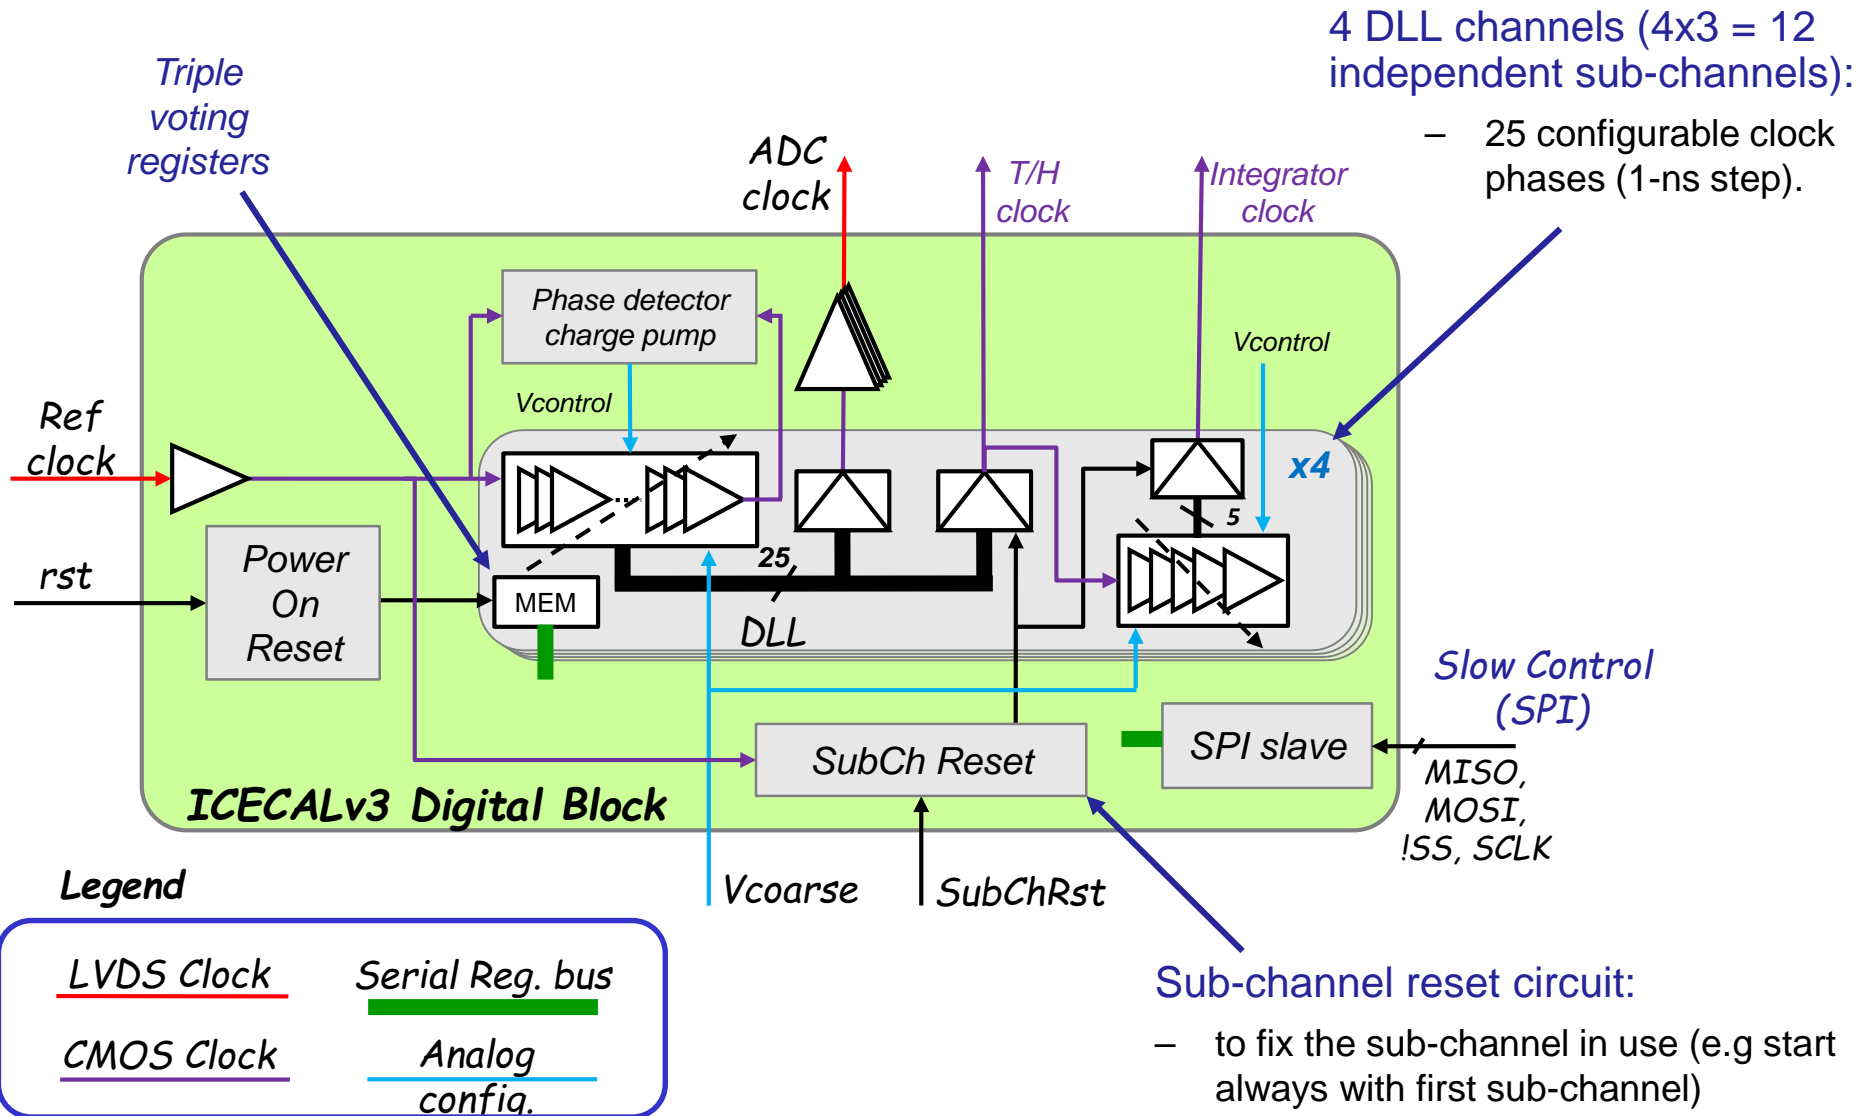 4 DLL channels (4x3 = 12
independent sub-channels):
– 25 configurable clock
phases (1-ns step).
Triple
voting
registers
ADC
clock
T/H
clock
Integrator
clock
Phase detector
charge pump
Vcontrol
Vcontrol
Ref
clock
x4
5
25
rst
Power
On
Reset
MEM
DLL
Slow Control
(SPI)
SubCh Reset
SPI slave
MISO,
MOSI,
!SS, SCLK
ICECALv3 Digital Block
Vcoarse
SubChRst
Legend
LVDS Clock
Serial Reg. bus
CMOS Clock
Analog
config.
Sub-channel reset circuit:
– to fix the sub-channel in use (e.g start
always with first sub-channel)